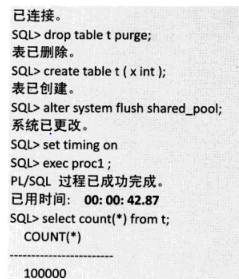 已连接。
SQL> drop table t purge;
表已删除。
SQL> create table t ( x int );
表已创建。
SQL> alter system flush shared_pool;
系统已更改。
SQL> set timing on
SQL> exec proc1 ;
PL/SQL 过程已成功完成。
已用时间: 00: 00: 42.87
SQL> select count(*) from t;
COUNT(*)
-----------------------
100000